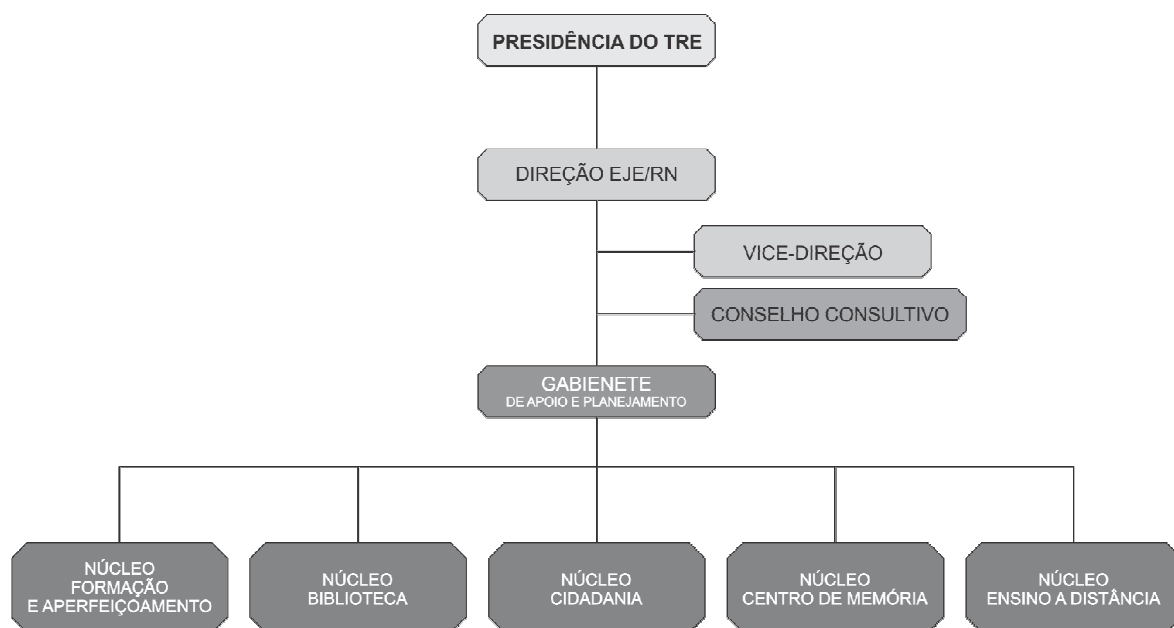 PRESIDÊNCIA DO TRE
DIREÇÃO EJE/RN
VICE-DIREÇÃO
CONSELHO CONSULTIVO
GABIENETE
DE APOIO E PLANEJAMENTO
NÚCLEO
FORMAÇÃO
E APERFEIÇOAMENTO
NÚCLEO
BIBLIOTECA
NÚCLEO
CIDADANIA
NÚCLEO
CENTRO DE MEMÓRIA
NÚCLEO
ENSINO A DISTÂNCIA